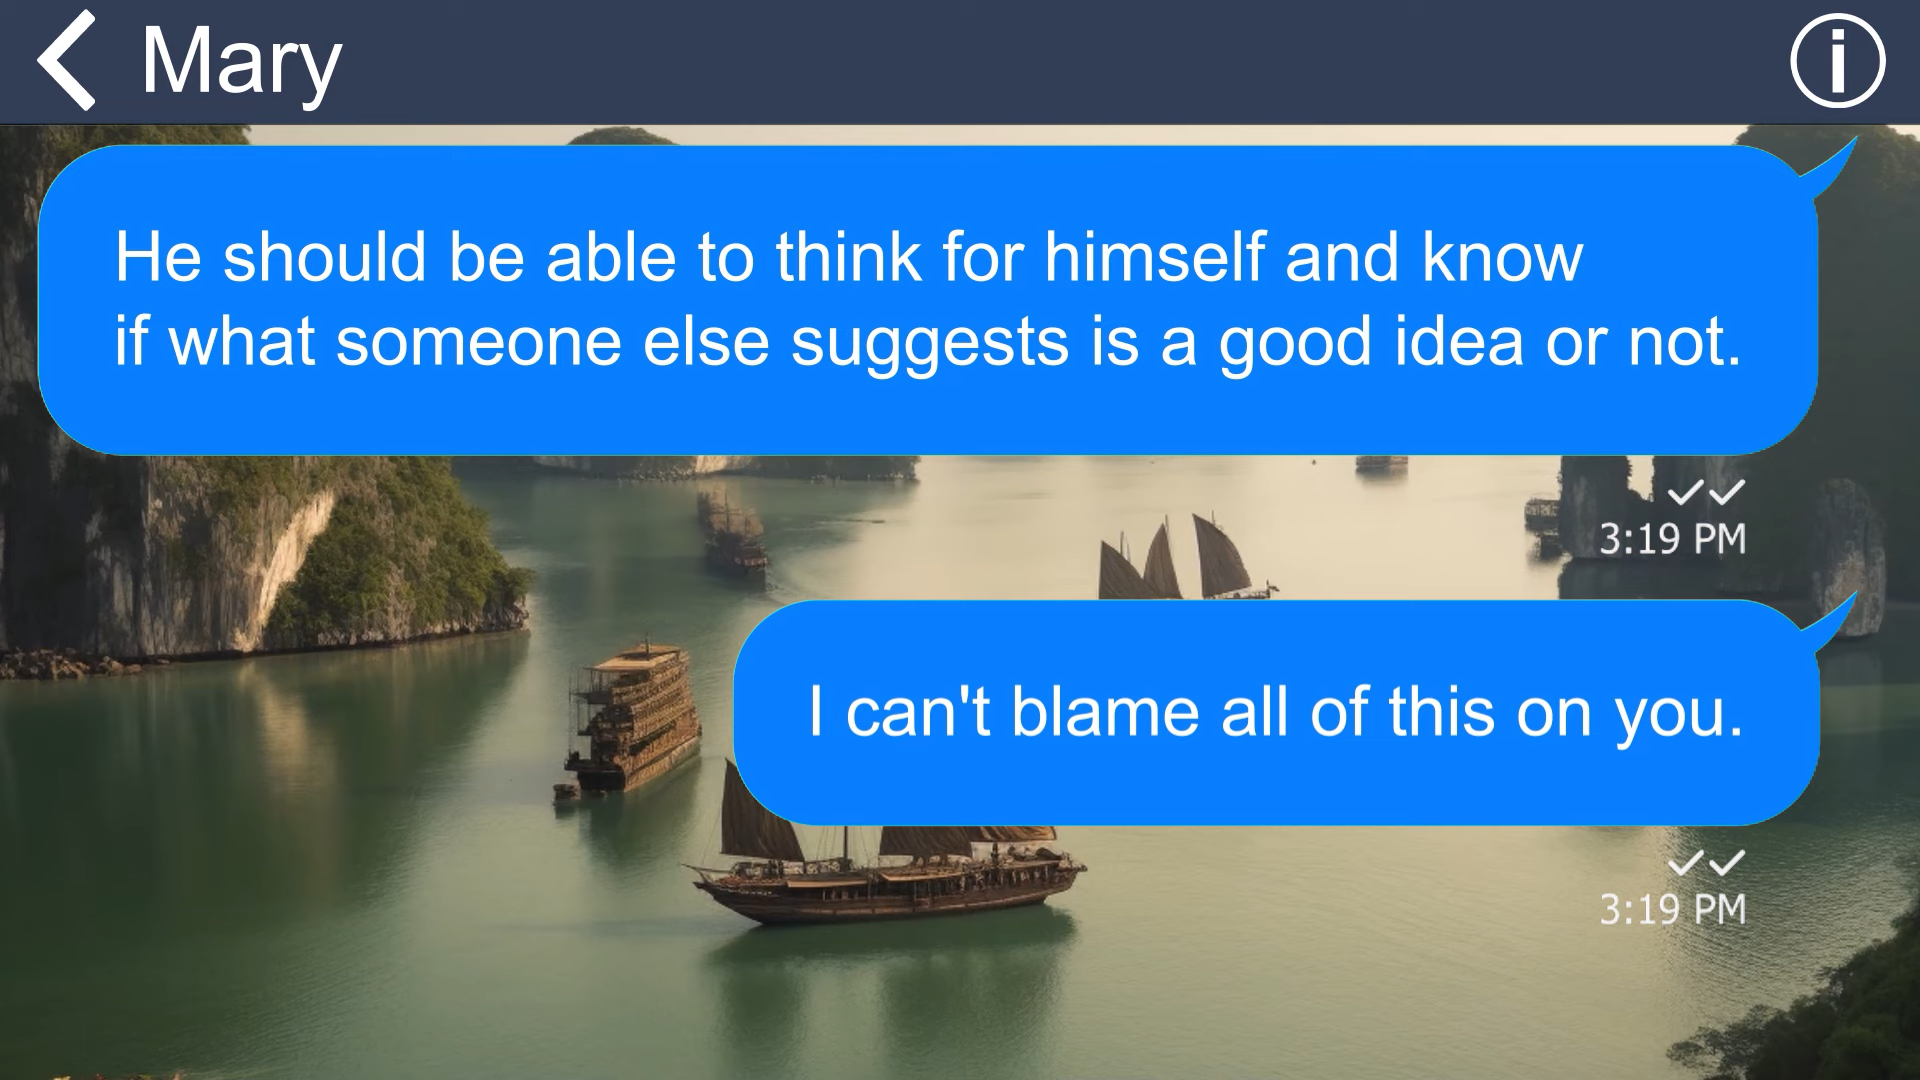 Mary
He should be able to think for himself and know
if what someone else suggests is a good idea or not.
3:19 PM
I can't blame all of this on you.
3:19 PM